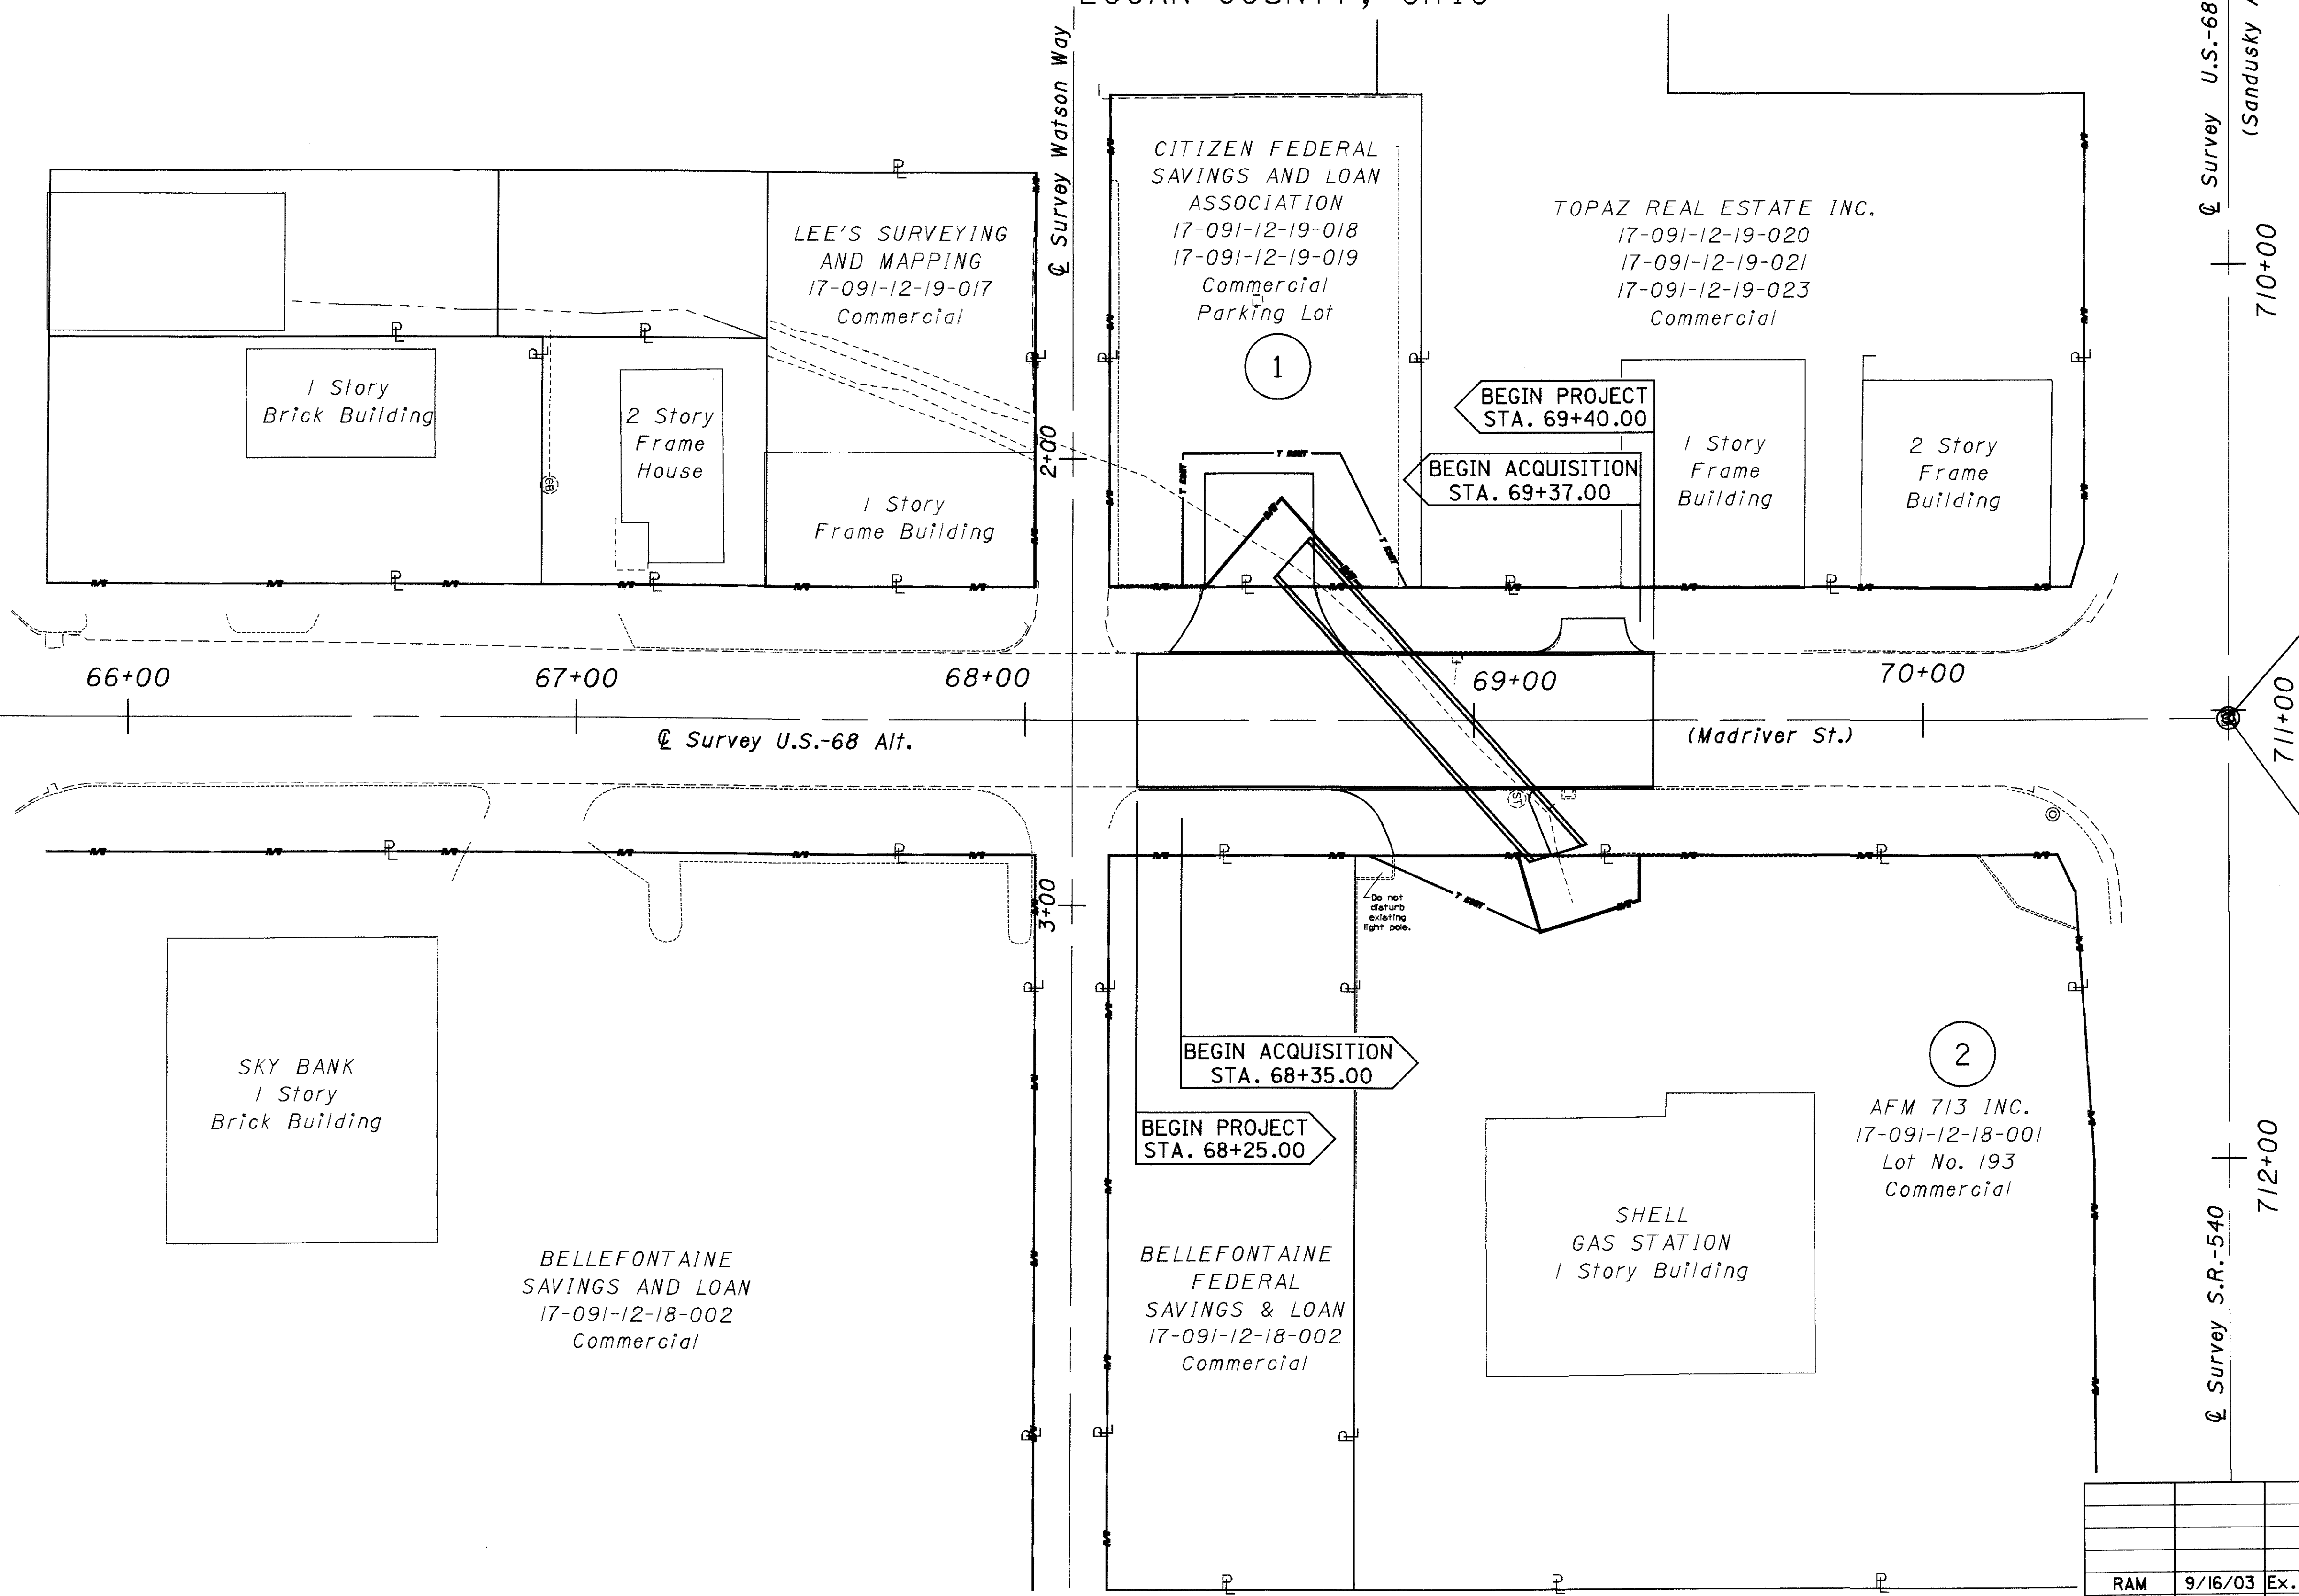 LOGAN COUNTY, OHIO
℄ Survey Watson Way
℄ Survey U.S.-68
(Sandusky
CITIZEN FEDERAL
SAVINGS AND LOAN
ASSOCIATION
17-091-12-19-018
17-091-12-19-019
Commercial
Parking Lot
1
LEE'S SURVEYING
AND MAPPING
17-091-12-19-017
Commercial
TOPAZ REAL ESTATE INC.
17-091-12-19-020
17-091-12-19-021
17-091-12-19-023
Commercial
710+00
1 Story
Brick Building
2 Story
Frame
House
1 Story
Frame Building
2+00
BEGIN PROJECT
STA. 69+40.00
BEGIN ACQUISITION
STA. 69+37.00
1 Story
Frame
Building
2 Story
Frame
Building
T ESMT
T ESMT
T ESMT
CB
66+00
67+00
68+00
69+00
70+00
711+00
℄ Survey U.S.-68 Alt.
(Madriver St.)
ST
3+00
Do not
disturb
existing
light pole.
T ESMT
BEGIN ACQUISITION
STA. 68+35.00
BEGIN PROJECT
STA. 68+25.00
SKY BANK
1 Story
Brick Building
2
AFM 713 INC.
17-091-12-18-001
Lot No. 193
Commercial
712+00
SHELL
GAS STATION
1 Story Building
BELLEFONTAINE
SAVINGS AND LOAN
17-091-12-18-002
Commercial
BELLEFONTAINE
FEDERAL
SAVINGS & LOAN
17-091-12-18-002
Commercial
℄ Survey S.R.-540
RAM 9/16/03 Ex.